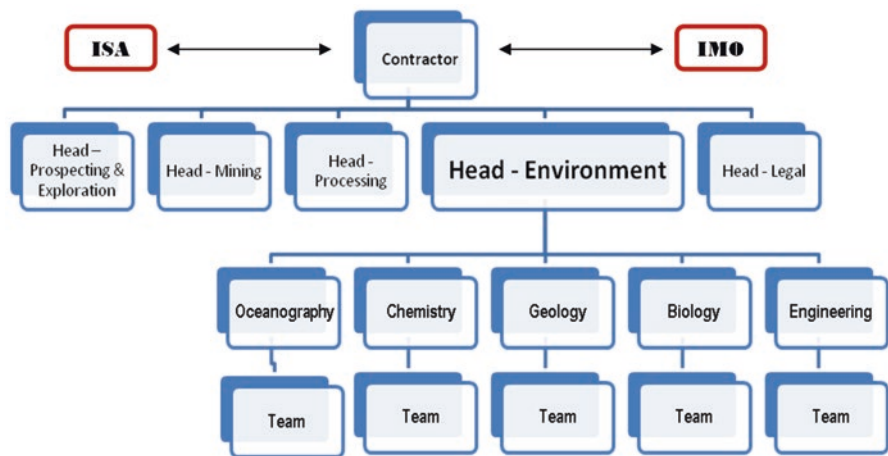 ISA
Contractor
IMO
Head –
Prospecting &
Exploration
Head - Mining
Head -
Processing
Head - Environment
Head - Legal
Oceanography
Chemistry
Geology
Biology
Engineering
Team
Team
Team
Team
Team